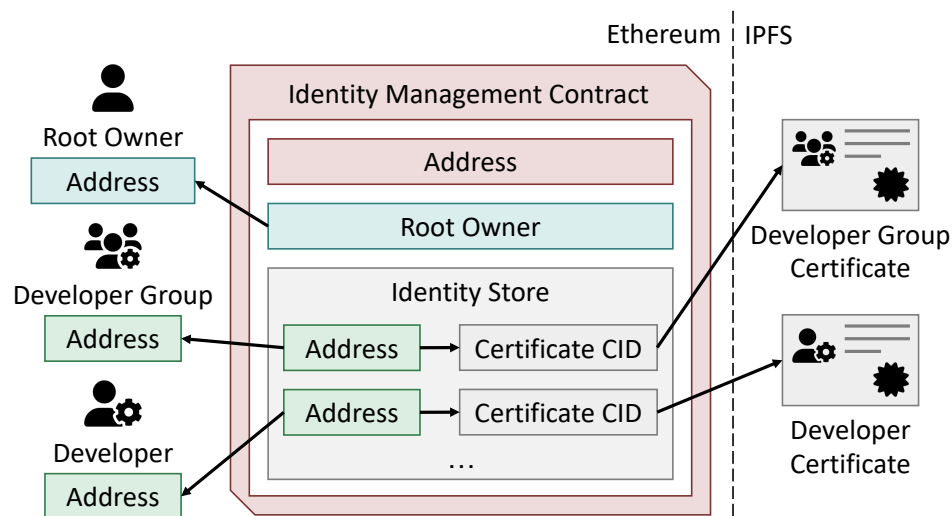 Ethereum
IPFS
Identity Management Contract
Root Owner
Address
Address
Root Owner
Developer Group
Address
Identity Store
Address
Certificate CID
Address
Certificate CID
...
Developer
Address
Developer Group
Certificate
Developer
Certificate